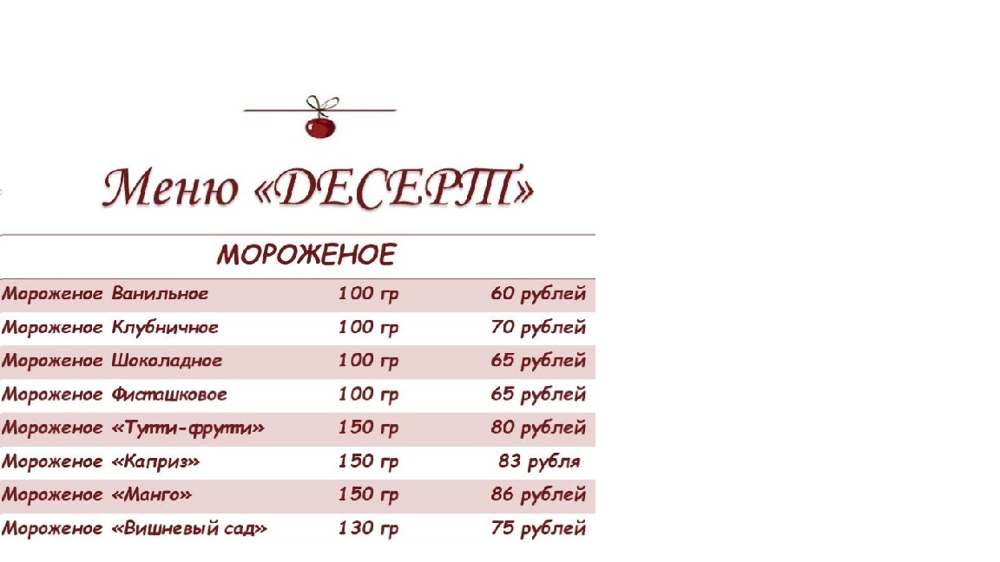 Меню «ДЕСЕРТ»
МОРОЖЕНОЕ
Мороженое Ванильное 100 гр 60 рублей
Мороженое Клубничное 100 гр 70 рублей
Мороженое Шоколадное 100 гр 65 рублей
Мороженое Фисташковое 100 гр 65 рублей
Мороженое «Тутти-фрутти» 150 гр 80 рублей
Мороженое «Каприз» 150 гр 83 рубля
Мороженое «Манго» 150 гр 86 рублей
Мороженое «Вишневый сад» 130 гр 75 рублей